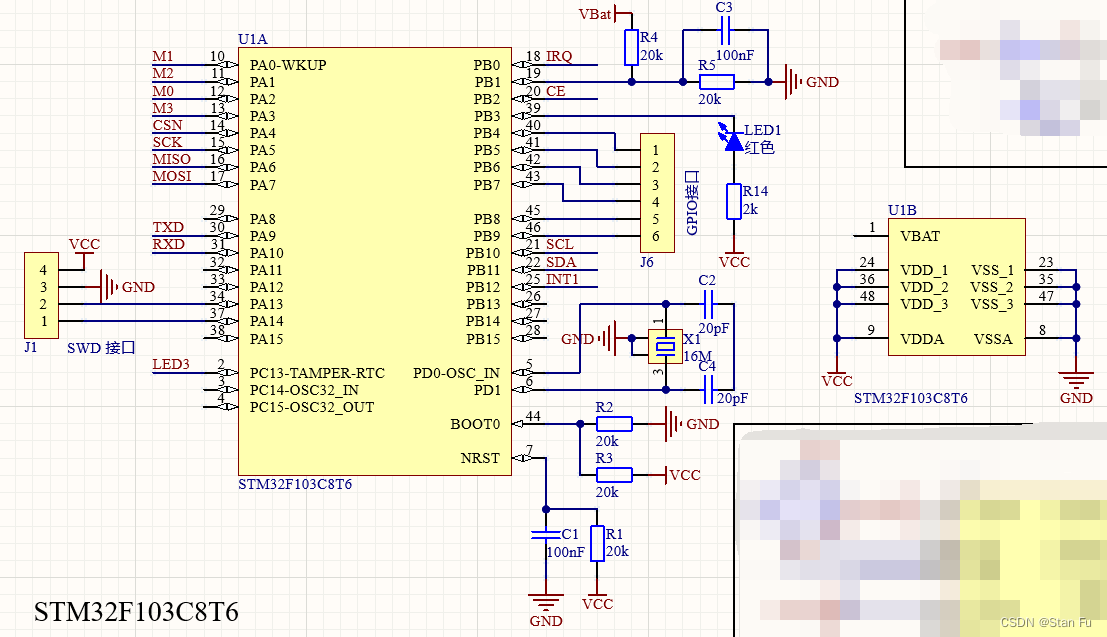 U1A
M1 10 PA0-WKUP
M2 11 PA1
M0 12 PA2
M3 13 PA3
CSN 14 PA4
SCK 15 PA5
MISO 16 PA6
MOSI 17 PA7
29 PA8
TXD 30 PA9
RXD 31 PA10
32 PA11
33 PA12
34 PA13
37 PA14
38 PA15
LED3 2 PC13-TAMPER-RTC
3 PC14-OSC32_IN
4 PC15-OSC32_OUT
PB0 18 IRQ
PB1 19
PB2 20 CE
PB3 39
PB4 40
PB5 41
PB6 42
PB7 43
PB8 45
PB9 46
PB10 21 SCL
PB11 22 SDA
PB12 25 INT1
PB13 26
PB14 27
PB15 28
PD0-OSC_IN 5
PD1 6
BOOT0 44
NRST 7
STM32F103C8T6
VCC
4
3 GND
2
1
J1 SWD 接口
VBat
R4
20k
C3
100nF
R5
20k
GND
LED1
红色
R14
2k
VCC
1
2
3
4
5
6
J6
GPIO接口
C2
20pF
GND
1
X1
16M
3
C4
20pF
R2
20k
GND
R3
20k
VCC
C1
100nF
R1
20k
GND
VCC
U1B
1 VBAT
24 VDD_1 VSS_1 23
36 VDD_2 VSS_2 35
48 VDD_3 VSS_3 47
9 VDDA VSSA 8
VCC
GND
STM32F103C8T6
STM32F103C8T6
CSDN @Stan Fu